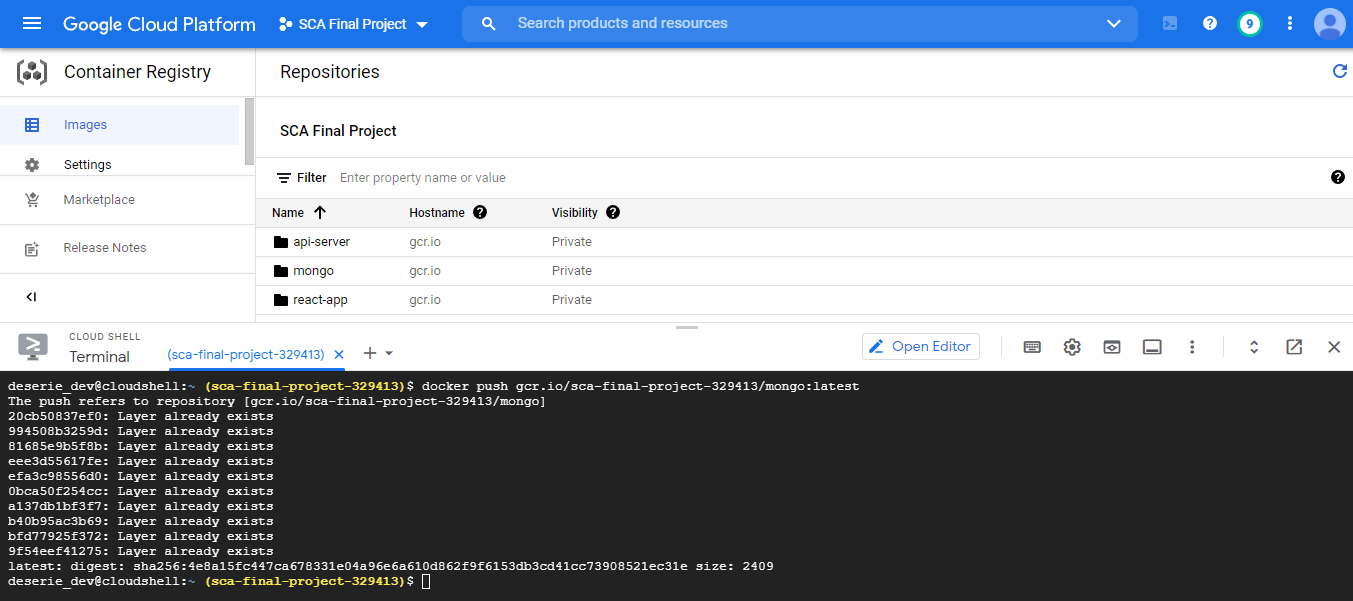 Google Cloud Platform SCA Final Project Search products and resources 9
Container Registry
Repositories
Images
Settings
Marketplace
Release Notes
SCA Final Project
Filter Enter property name or value
Name Hostname Visibility
api-server gcr.io Private
mongo gcr.io Private
react-app gcr.io Private
CLOUD SHELL
Terminal
(sca-final-project-329413)
Open Editor
deserie_dev@cloudshell:~ (sca-final-project-329413)$ docker push gcr.io/sca-final-project-329413/mongo:latest
The push refers to repository [gcr.io/sca-final-project-329413/mongo]
20cb50837ef0: Layer already exists
994508b3259d: Layer already exists
81685e9b5f8b: Layer already exists
eee3d55617fe: Layer already exists
efa3c98556d0: Layer already exists
0bca50f254cc: Layer already exists
a137db1bf3f7: Layer already exists
b40b95ac3b69: Layer already exists
bfd77925f372: Layer already exists
9f54eef41275: Layer already exists
latest: digest: sha256:4e8a15fc447ca678331e04a96e6a610d862f9f6153db3cd41cc73908521ec31e size: 2409
deserie_dev@cloudshell:~ (sca-final-project-329413)$